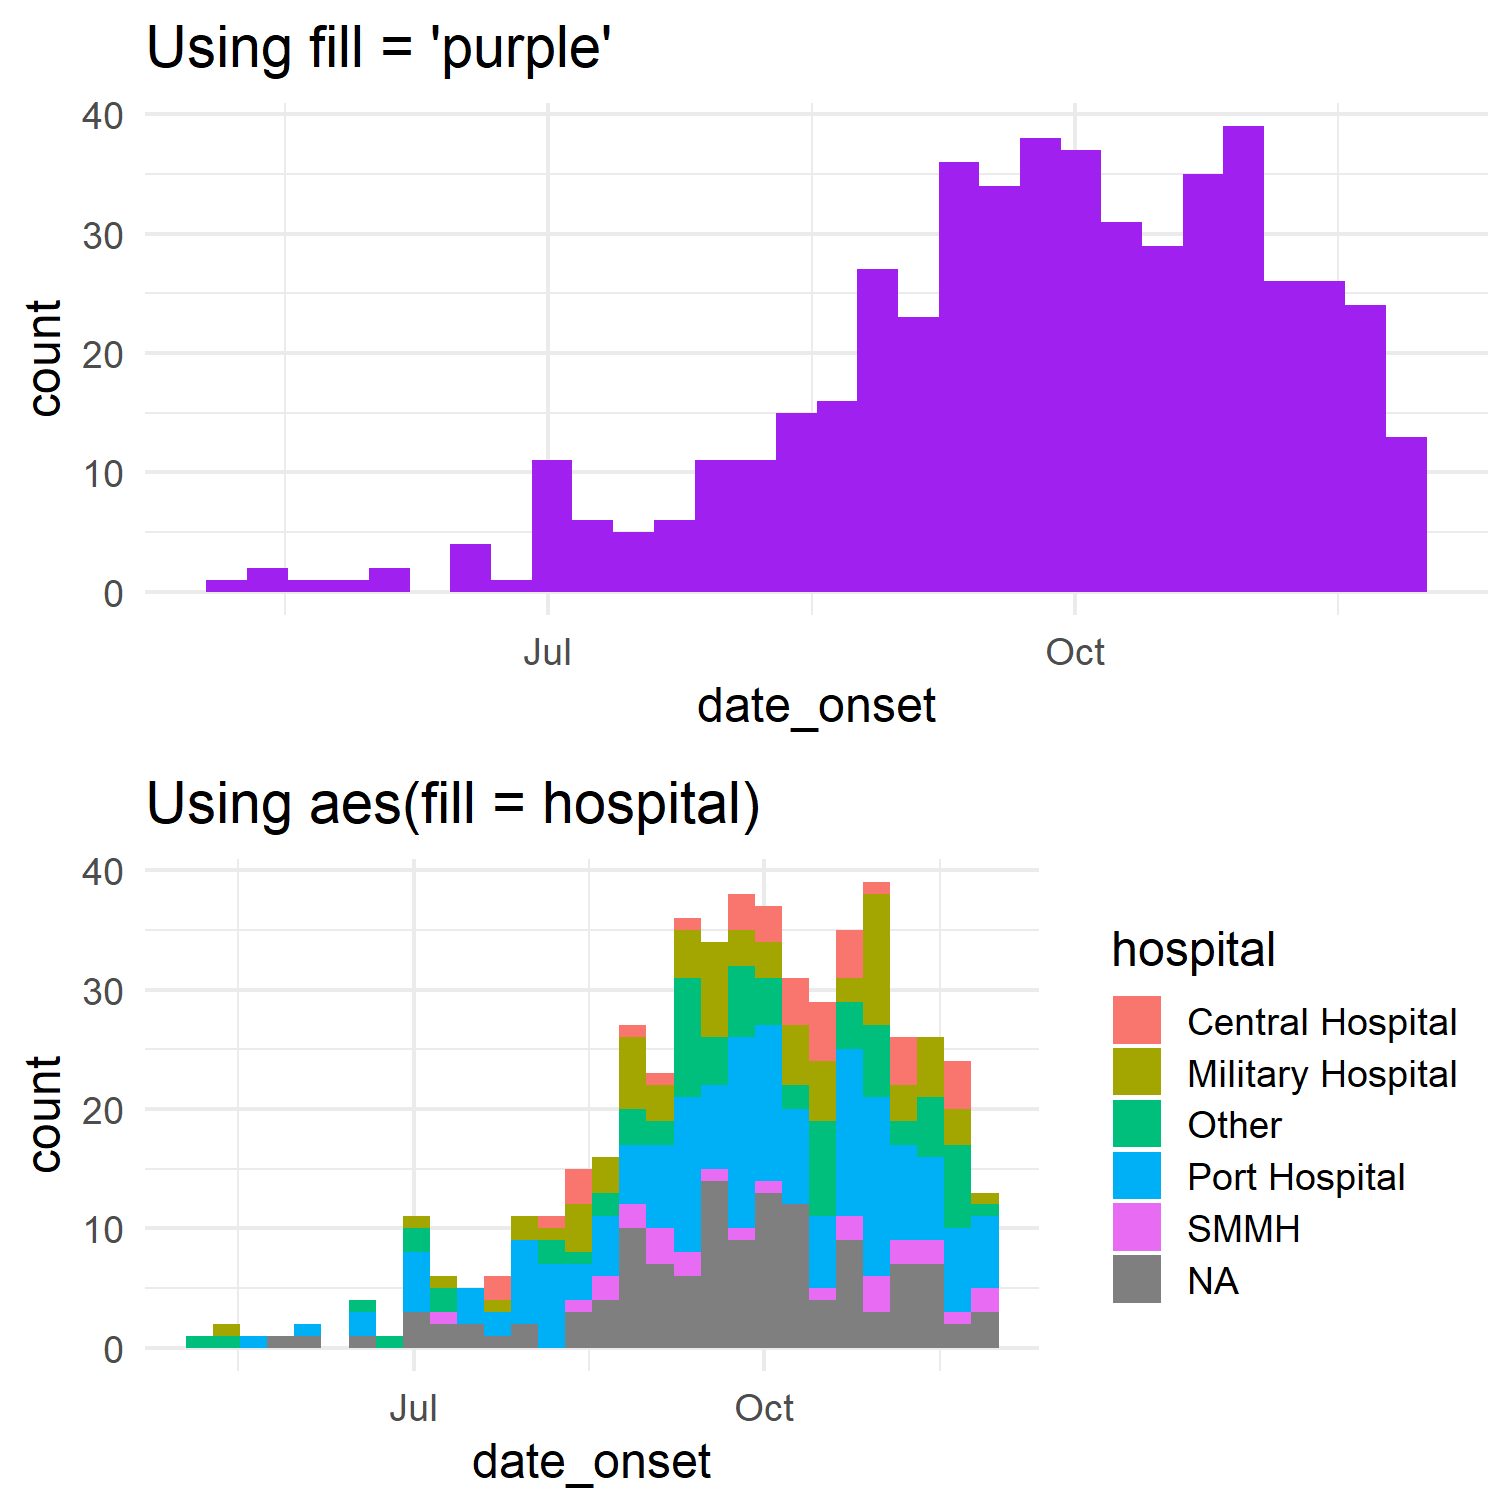 Using fill = 'purple'
40
30
20
10
0
count
Jul
Oct
date_onset
Using aes(fill = hospital)
40
30
20
10
0
count
Jul
Oct
date_onset
hospital
Central Hospital
Military Hospital
Other
Port Hospital
SMMH
NA